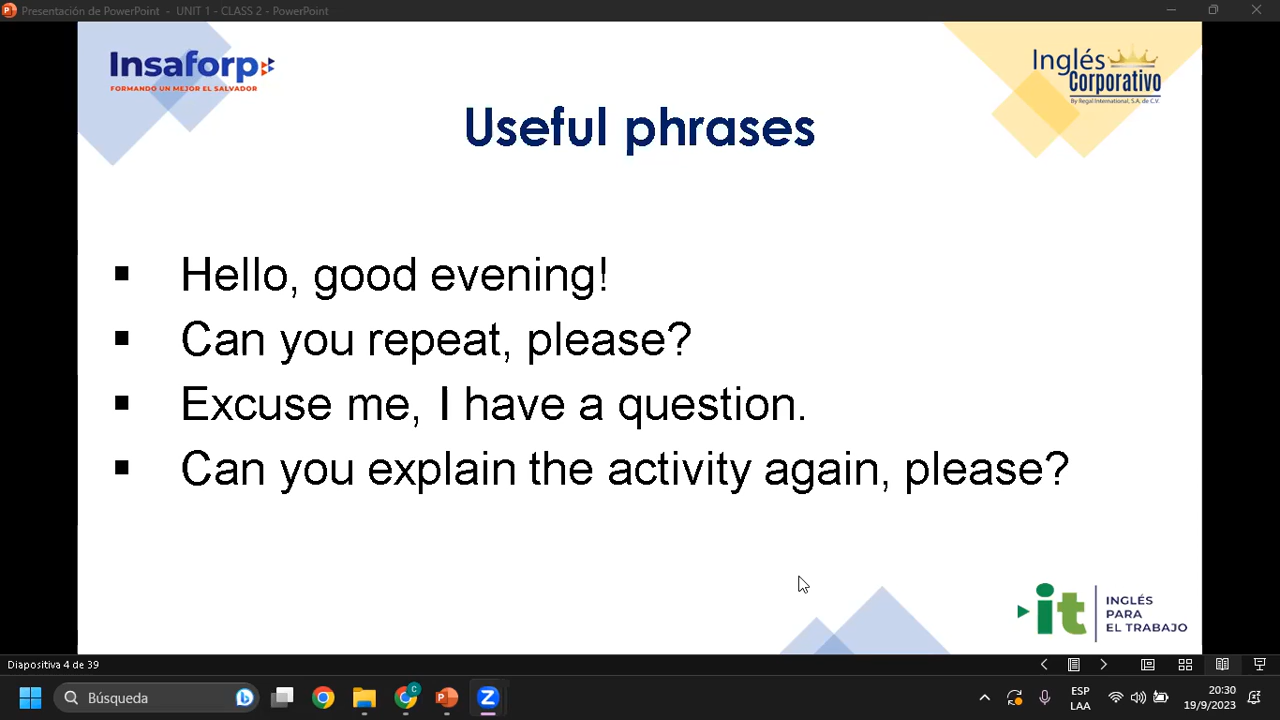 Presentación de PowerPoint - UNIT 1 - CLASS 2 - PowerPoint
Insaforp
FORMANDO UN MEJOR EL SALVADOR
Inglés
Corporativo
By Regal International, S.A. de C.V.
Useful phrases
▪ Hello, good evening!
▪ Can you repeat, please?
▪ Excuse me, I have a question.
▪ Can you explain the activity again, please?
it
INGLÉS
PARA
EL TRABAJO
Diapositiva 4 de 39
Búsqueda
C
ESP
LAA
20:30
19/9/2023